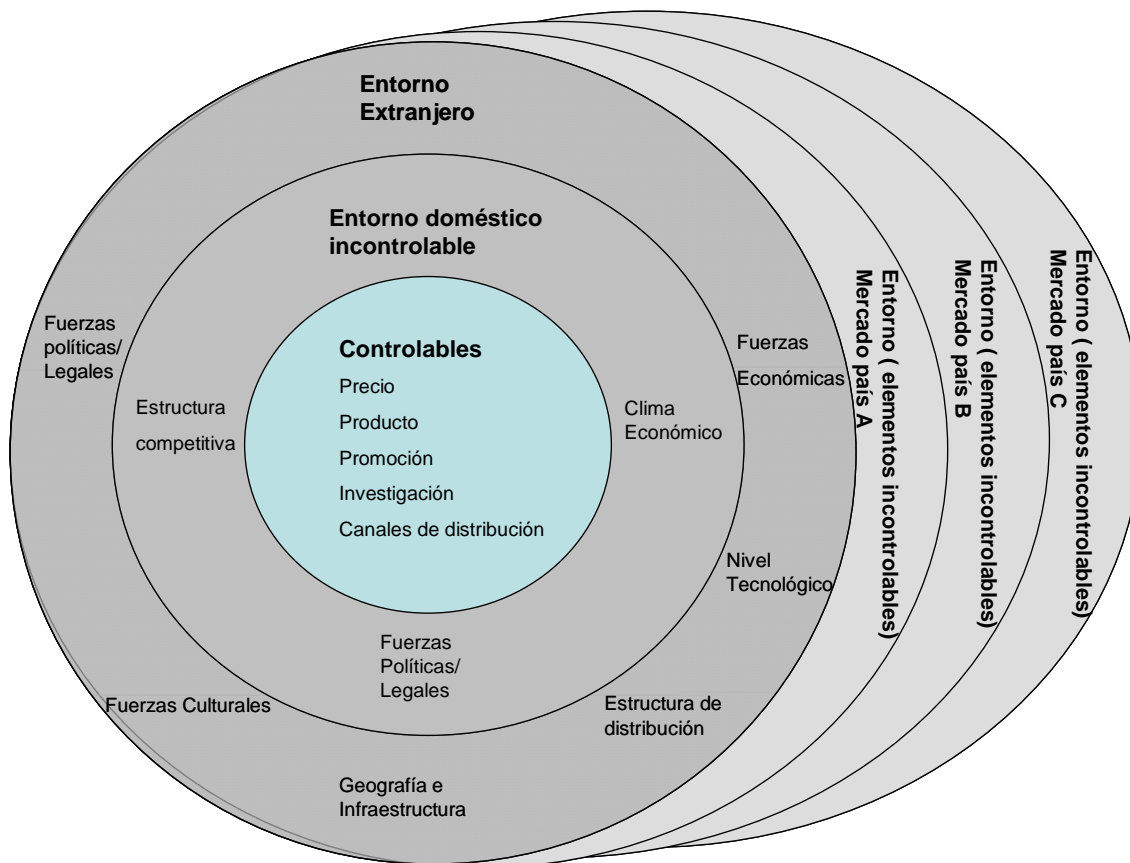 Entorno
Extranjero
Entorno doméstico
incontrolable
Controlables
Precio
Producto
Promoción
Investigación
Canales de distribución
Fuerzas
políticas/
Legales
Estructura
competitiva
Clima
Económico
Fuerzas
Económicas
Nivel
Tecnológico
Fuerzas
Políticas/
Legales
Fuerzas Culturales
Estructura de
distribución
Geografía e
Infraestructura
Entorno ( elementos incontrolables)
Mercado país A
Entorno ( elementos incontrolables)
Mercado país B
Entorno ( elementos incontrolables)
Mercado país C